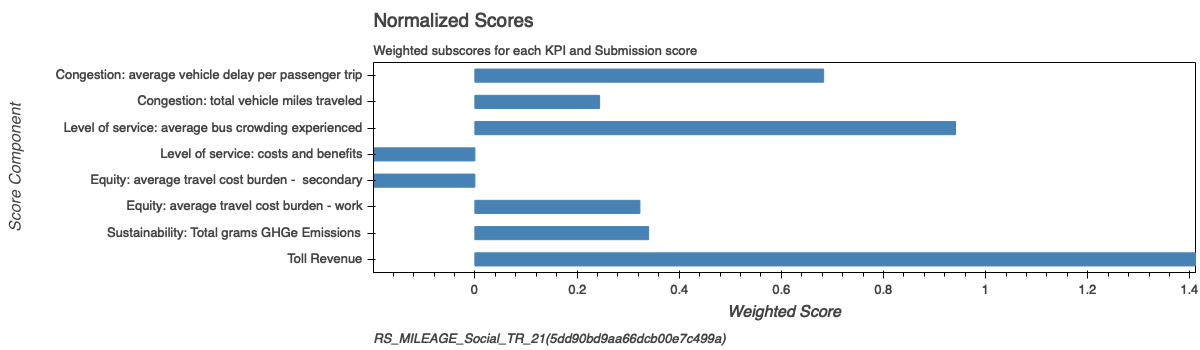 Normalized Scores
Weighted subscores for each KPI and Submission score
Score Component
Congestion: average vehicle delay per passenger trip
Congestion: total vehicle miles traveled
Level of service: average bus crowding experienced
Level of service: costs and benefits
Equity: average travel cost burden -  secondary
Equity: average travel cost burden - work
Sustainability: Total grams GHGe Emissions
Toll Revenue
0 0.2 0.4 0.6 0.8 1 1.2 1.4
Weighted Score
RS_MILEAGE_Social_TR_21(5dd90bd9aa66dcb00e7c499a)